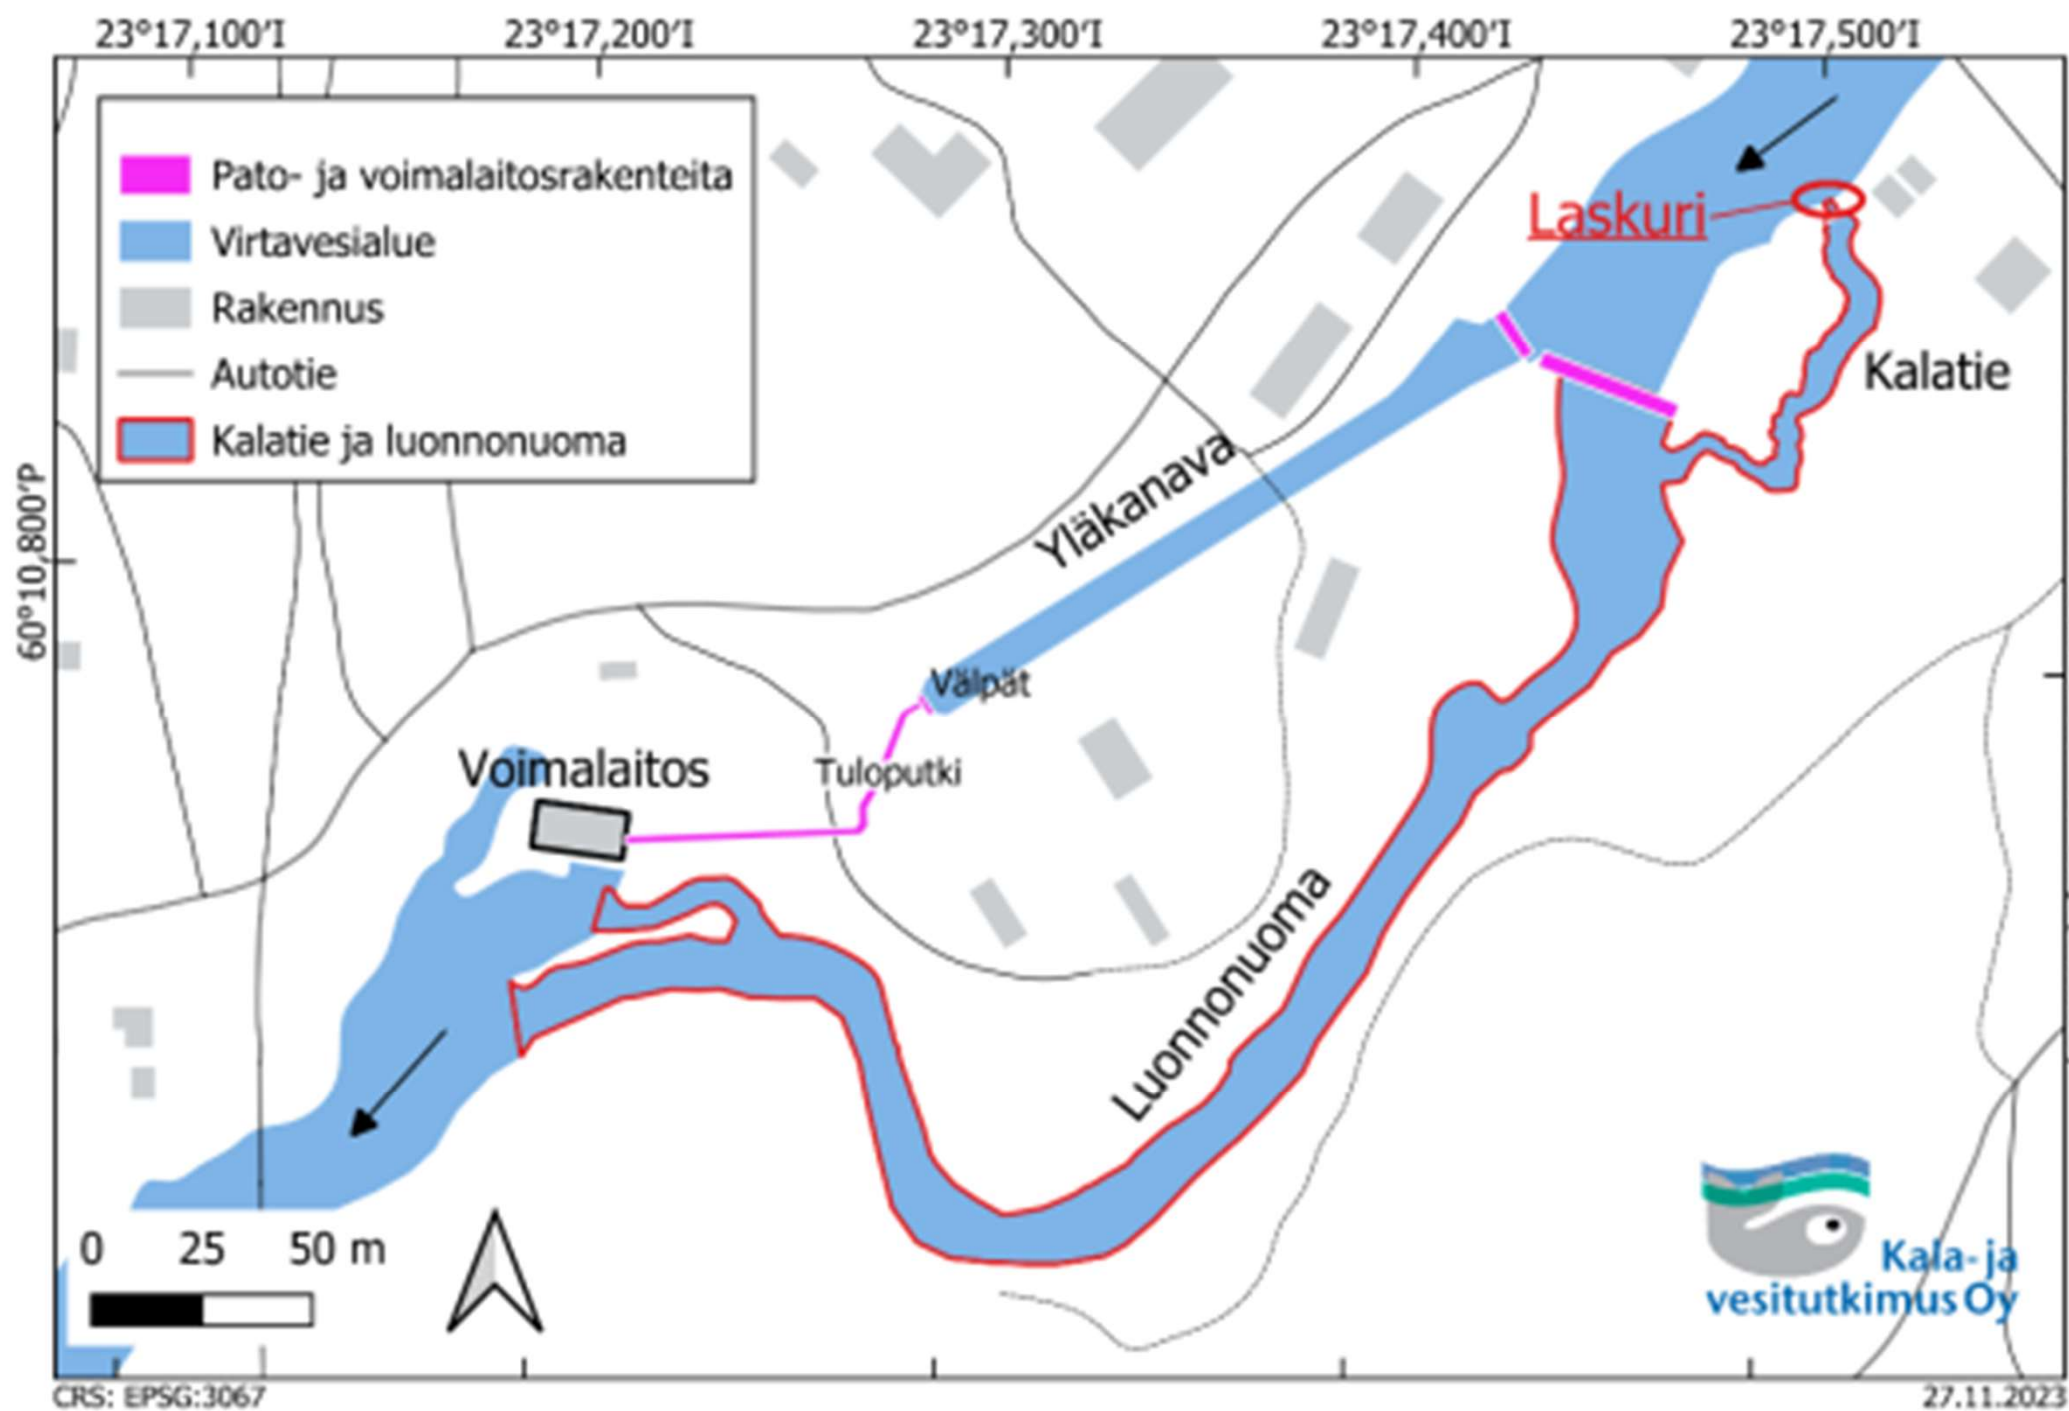 23°17,100'I 23°17,200'I 23°17,300'I 23°17,400'I 23°17,500'I
Pato- ja voimalaitosrakenteita
Virtavesialue
Rakennus
Autotie
Kalatie ja luonnonuoma
Laskuri
Kalatie
Yläkanava
60°10,800'P
Välpät
Voimalaitos
Tuloputki
Luonnonuoma
0 25 50 m
Kala- ja
vesitutkimus Oy
CRS: EPSG:3067
27.11.2023